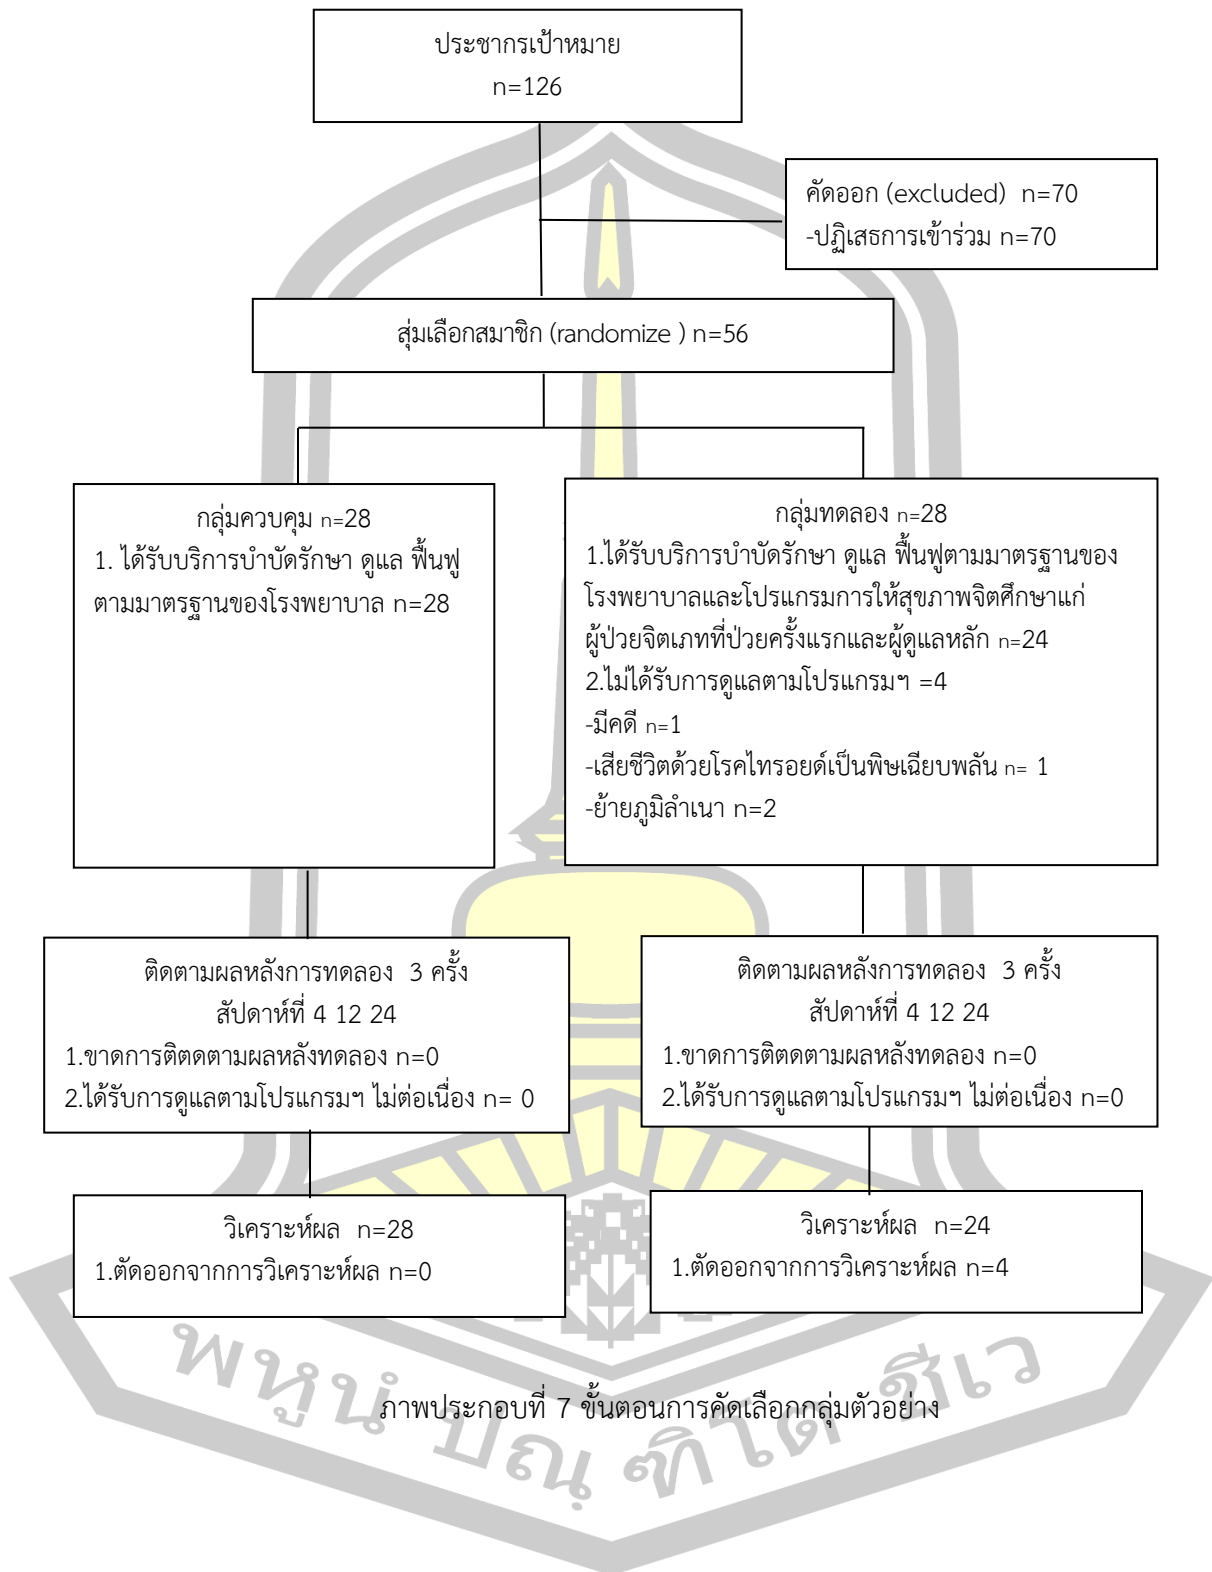 ประชากรเป้าหมาย
n=126
คัดออก (excluded) n=70
-ปฏิเสธการเข้าร่วม n=70
สุ่มเลือกสมาชิก (randomize ) n=56
กลุ่มควบคุม n=28
1. ได้รับบริการบำบัดรักษา ดูแล ฟื้นฟู
ตามมาตรฐานของโรงพยาบาล n=28
กลุ่มทดลอง n=28
1.ได้รับบริการบำบัดรักษา ดูแล ฟื้นฟูตามมาตรฐานของ
โรงพยาบาลและโปรแกรมการให้สุขภาพจิตศึกษาแก่
ผู้ป่วยจิตเภทที่ป่วยครั้งแรกและผู้ดูแลหลัก n=24
2.ไม่ได้รับการดูแลตามโปรแกรมฯ =4
-มีคดี n=1
-เสียชีวิตด้วยโรคไทรอยด์เป็นพิษเฉียบพลัน n= 1
-ย้ายภูมิลำเนา n=2
ติดตามผลหลังการทดลอง 3 ครั้ง
สัปดาห์ที่ 4 12 24
1.ขาดการติตดตามผลหลังทดลอง n=0
2.ได้รับการดูแลตามโปรแกรมฯ ไม่ต่อเนื่อง n= 0
ติดตามผลหลังการทดลอง 3 ครั้ง
สัปดาห์ที่ 4 12 24
1.ขาดการติตดตามผลหลังทดลอง n=0
2.ได้รับการดูแลตามโปรแกรมฯ ไม่ต่อเนื่อง n=0
วิเคราะห์ผล n=28
1.ตัดออกจากการวิเคราะห์ผล n=0
วิเคราะห์ผล n=24
1.ตัดออกจากการวิเคราะห์ผล n=4
ภาพประกอบที่ 7 ขั้นตอนการคัดเลือกกลุ่มตัวอย่าง
พหูนํ ปณฺฑิโต ชีเว